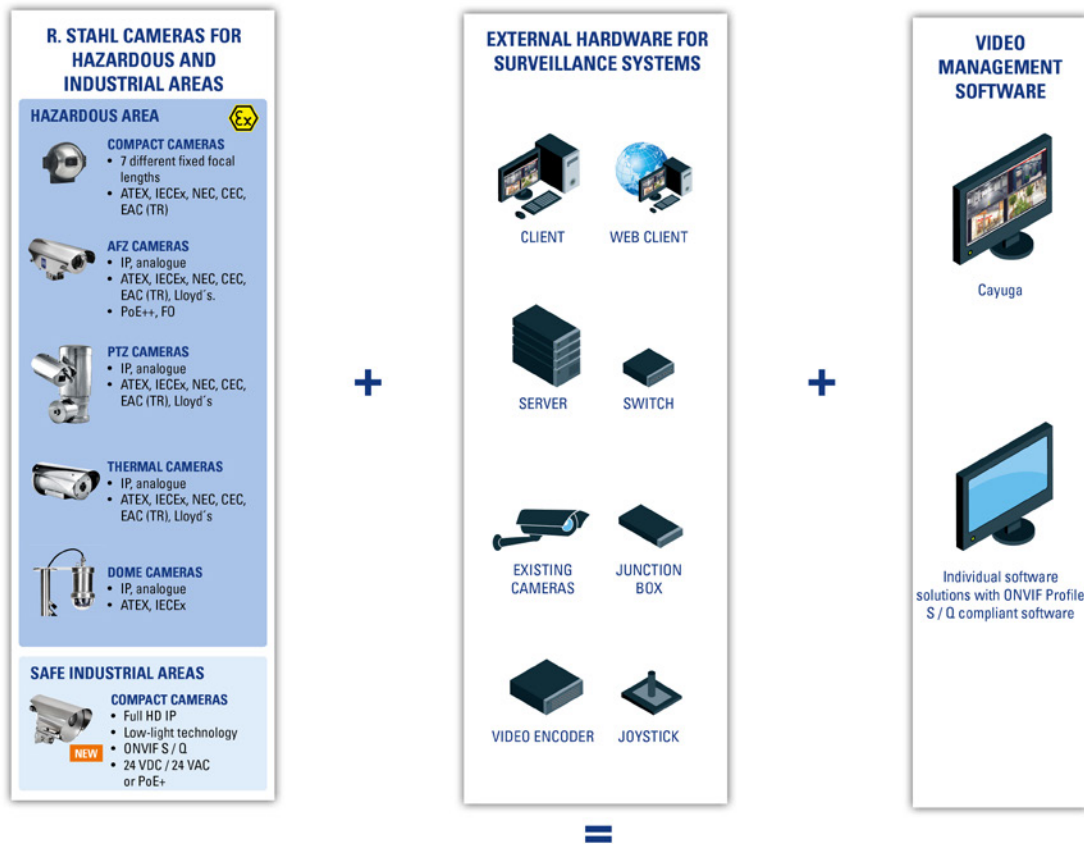 R. STAHL CAMERAS FOR
HAZARDOUS AND
INDUSTRIAL AREAS
HAZARDOUS AREA
Ex
COMPACT CAMERAS
• 7 different fixed focal
lengths
• ATEX, IECEx, NEC, CEC,
EAC (TR)
AFZ CAMERAS
• IP, analogue
• ATEX, IECEx, NEC, CEC,
EAC (TR), Lloyd´s.
• PoE++, FO
PTZ CAMERAS
• IP, analogue
• ATEX, IECEx, NEC, CEC,
EAC (TR), Lloyd´s
THERMAL CAMERAS
• IP, analogue
• ATEX, IECEx, NEC, CEC,
EAC (TR), Lloyd´s
DOME CAMERAS
• IP, analogue
• ATEX, IECEx
SAFE INDUSTRIAL AREAS
COMPACT CAMERAS
• Full HD IP
• Low-light technology
• ONVIF S / Q
• 24 VDC / 24 VAC
or PoE+
NEW
+
EXTERNAL HARDWARE FOR
SURVEILLANCE SYSTEMS
CLIENT
WEB CLIENT
SERVER
SWITCH
EXISTING
CAMERAS
JUNCTION
BOX
VIDEO ENCODER
JOYSTICK
+
VIDEO
MANAGEMENT
SOFTWARE
Cayuga
Individual software
solutions with ONVIF Profile
S / Q compliant software
=